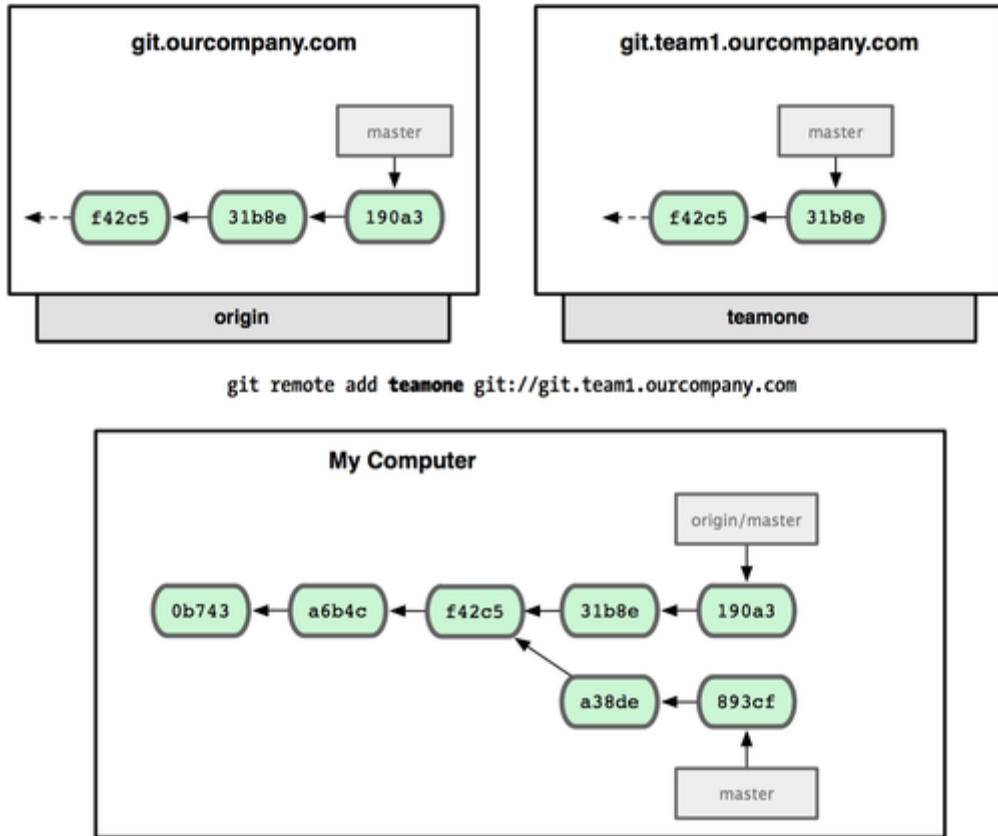 git.ourcompany.com
master
f42c5
31b8e
190a3
origin
git.team1.ourcompany.com
master
f42c5
31b8e
teamone
git remote add teamone git://git.team1.ourcompany.com
My Computer
origin/master
0b743
a6b4c
f42c5
31b8e
190a3
a38de
893cf
master